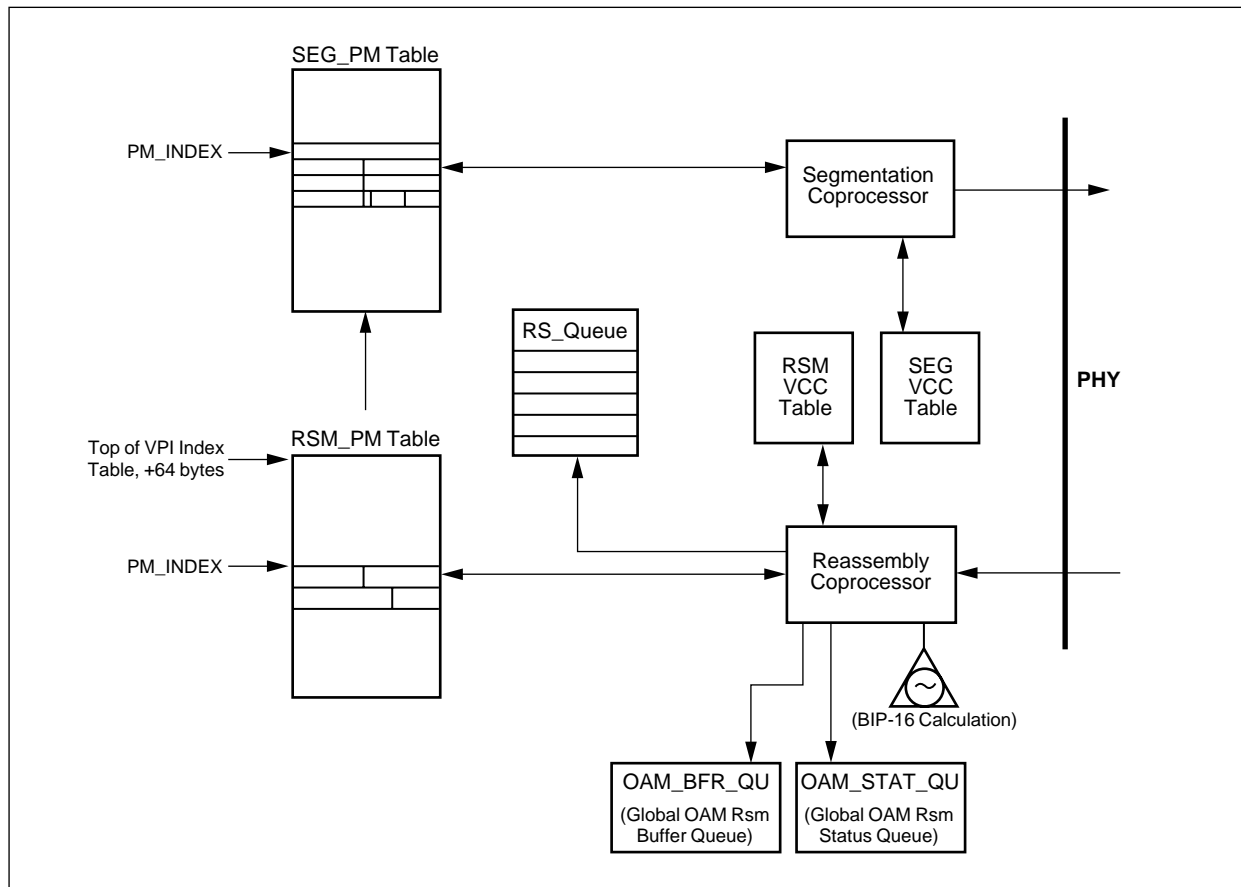 SEG_PM Table
PM_INDEX
Segmentation
Coprocessor
RS_Queue
RSM
VCC
Table
SEG
VCC
Table
PHY
RSM_PM Table
Top of VPI Index
Table, +64 bytes
PM_INDEX
Reassembly
Coprocessor
~
(BIP-16 Calculation)
OAM_BFR_QU
(Global OAM Rsm
Buffer Queue)
OAM_STAT_QU
(Global OAM Rsm
Status Queue)